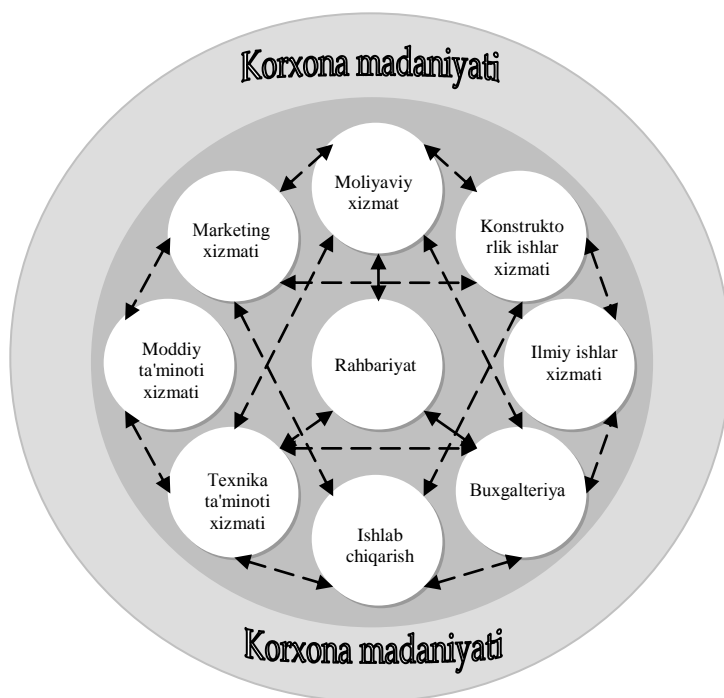 Korxona madaniyati
Moliyaviy
xizmat
Marketing
xizmati
Konstrukto
rlik ishlar
xizmati
Moddiy
ta'minoti
xizmati
Rahbariyat
Ilmiy ishlar
xizmati
Texnika
ta'minoti
xizmati
Buxgalteriya
Ishlab
chiqarish
Korxona madaniyati